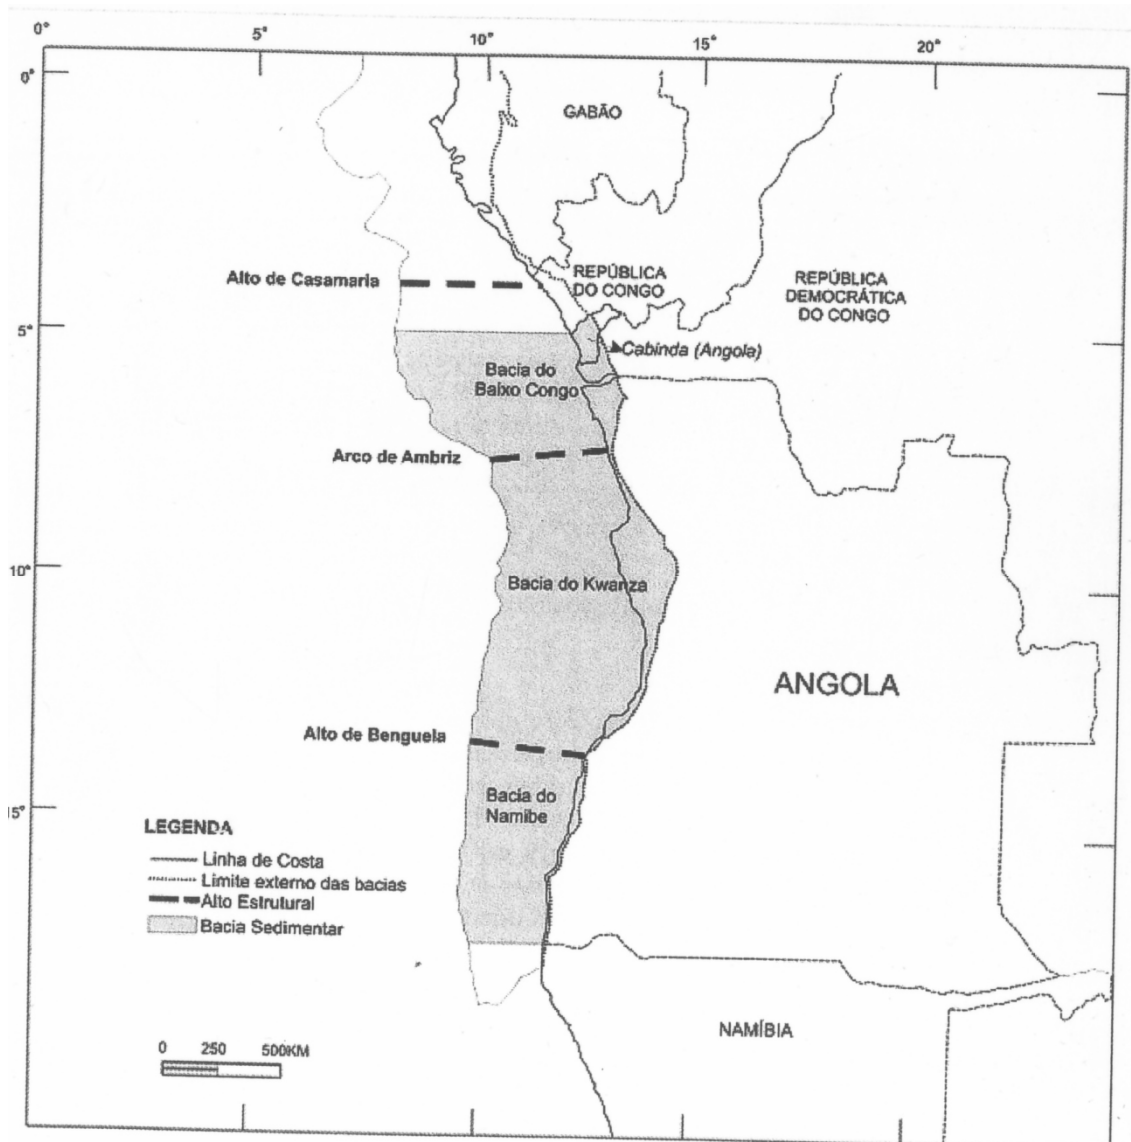 0°
5°
10°
15°
20°
0°
GABÃO
Alto de Casamaria
REPÚBLICA
DO CONGO
REPÚBLICA
DEMOCRÁTICA
DO CONGO
5°
Cabinda (Angola)
Bacia do
Baixo Congo
Arco de Ambriz
10°
Bacia do Kwanza
ANGOLA
Alto de Benguela
Bacia do
Namibe
5°
LEGENDA
Linha de Costa
Limite externo das bacias
Alto Estrutural
Bacia Sedimentar
NAMÍBIA
0 250 500KM